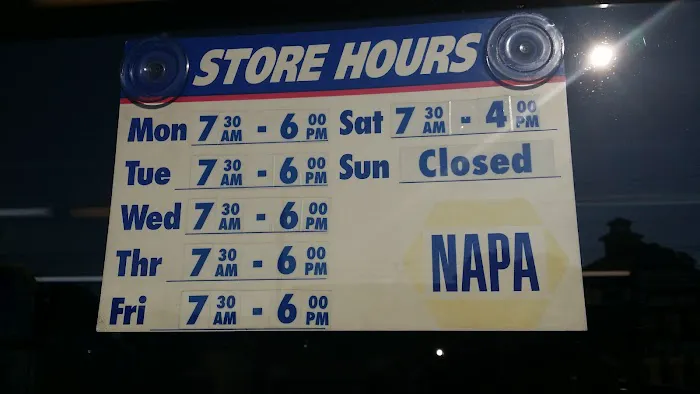 STORE HOURS
Mon 7 30 AM - 6 00 PM
Tue 7 30 AM - 6 00 PM
Wed 7 30 AM - 6 00 PM
Thr 7 30 AM - 6 00 PM
Fri 7 30 AM - 6 00 PM
Sat 7 30 AM - 4 00 PM
Sun Closed
NAPA